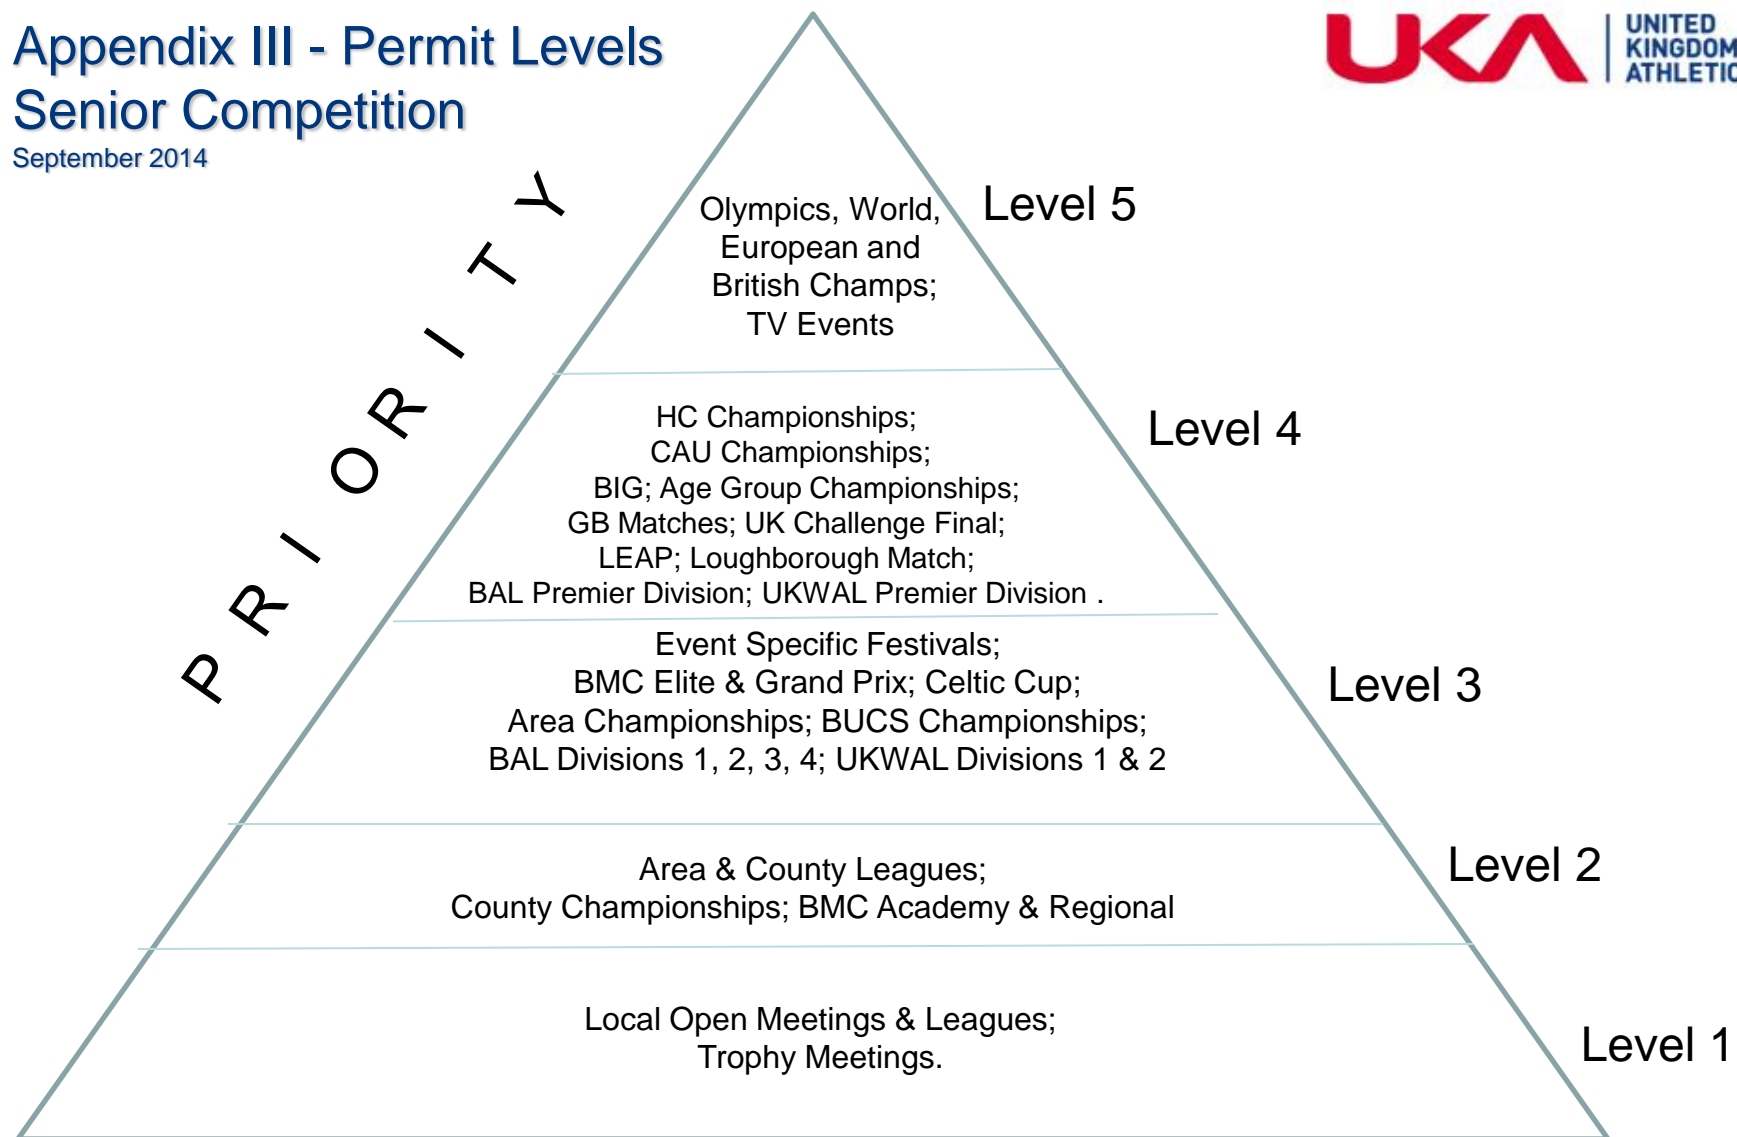 Appendix III - Permit Levels
Senior Competition
September 2014
UKA
UNITED
KINGDOM
PRIORITY
Olympics, World,
European and
British Champs;
TV Events
Level 5
HC Championships;
CAU Championships;
BIG; Age Group Championships;
GB Matches; UK Challenge Final;
LEAP; Loughborough Match;
BAL Premier Division; UKWAL Premier Division .
Level 4
Event Specific Festivals;
BMC Elite & Grand Prix; Celtic Cup;
Area Championships; BUCS Championships;
BAL Divisions 1, 2, 3, 4; UKWAL Divisions 1 & 2
Level 3
Area & County Leagues;
County Championships; BMC Academy & Regional
Level 2
Local Open Meetings & Leagues;
Trophy Meetings.
Level 1